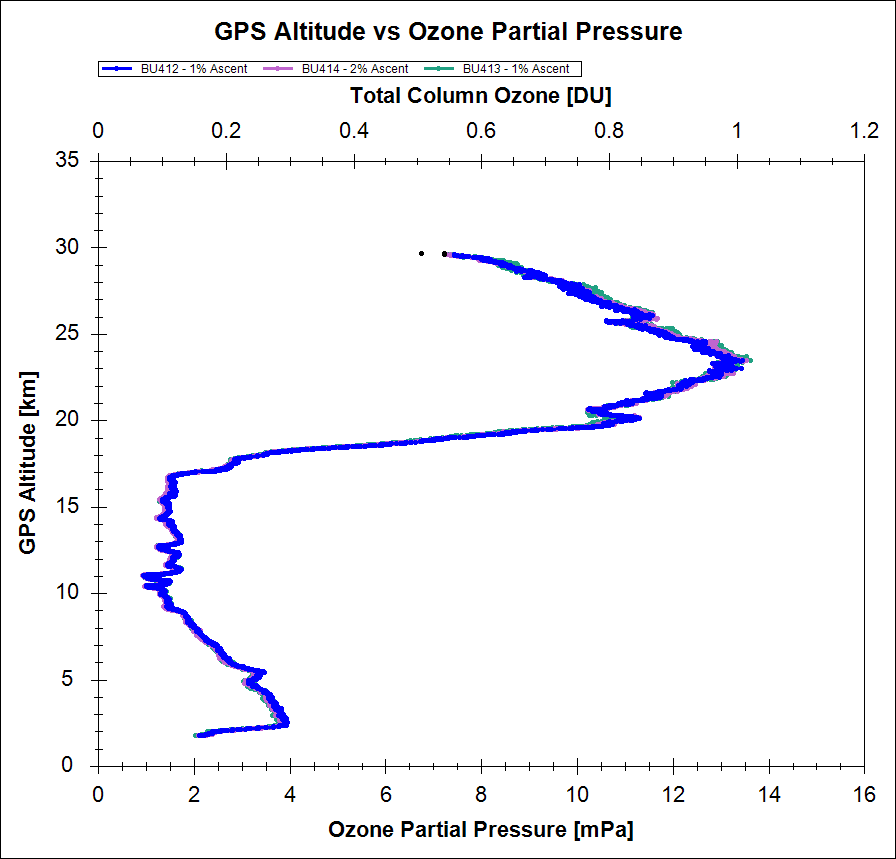 GPS Altitude vs Ozone Partial Pressure
BU412 - 1% Ascent BU414 - 2% Ascent BU413 - 1% Ascent
Total Column Ozone [DU]
0 0.2 0.4 0.6 0.8 1 1.2
35
30
25
20
15
10
5
0
GPS Altitude [km]
0 2 4 6 8 10 12 14 16
Ozone Partial Pressure [mPa]